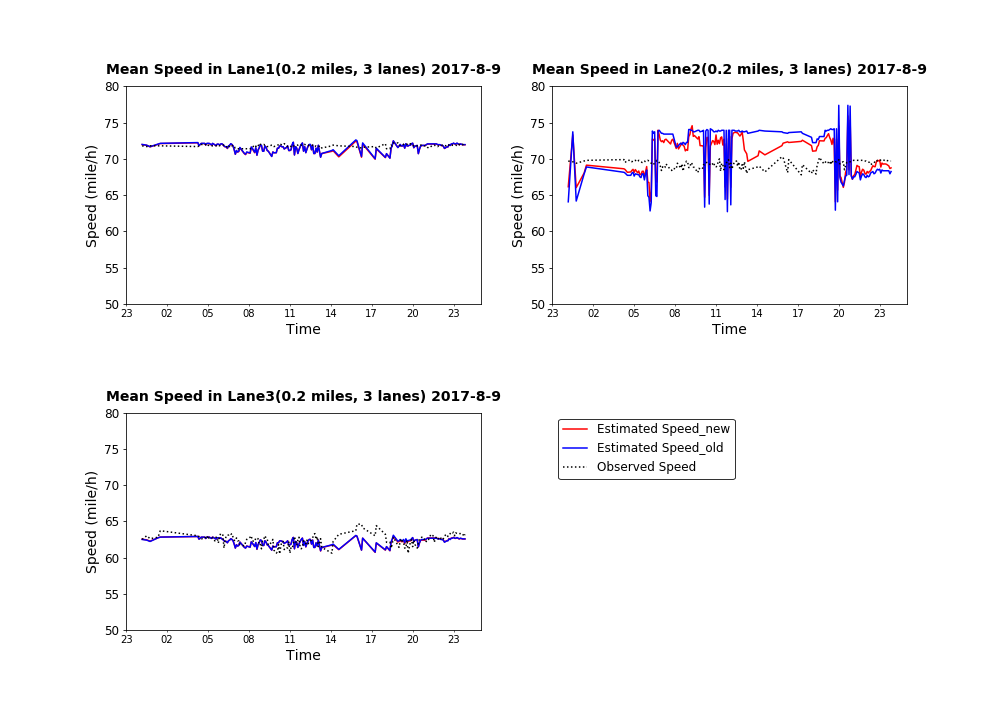 Mean Speed in Lane1(0.2 miles, 3 lanes) 2017-8-9
80
75
70
65
60
55
50
Speed (mile/h)
23 02 05 08 11 14 17 20 23
Time
Mean Speed in Lane2(0.2 miles, 3 lanes) 2017-8-9
80
75
70
65
60
55
50
Speed (mile/h)
23 02 05 08 11 14 17 20 23
Time
Mean Speed in Lane3(0.2 miles, 3 lanes) 2017-8-9
80
75
70
65
60
55
50
Speed (mile/h)
23 02 05 08 11 14 17 20 23
Time
Estimated Speed_new
Estimated Speed_old
Observed Speed